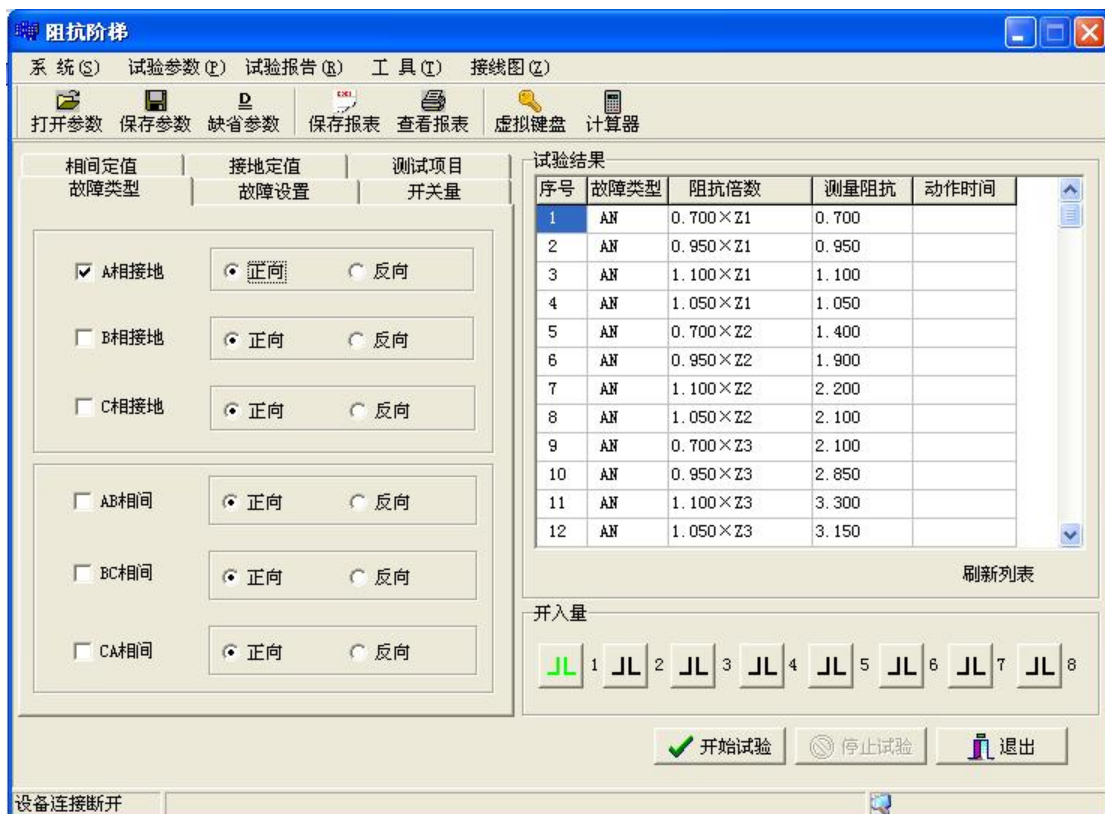 阻抗阶梯
系 统(S) 试验参数(P) 试验报告(R) 工 具(T) 接线图(Z)
打开参数 保存参数 缺省参数 保存报表 查看报表 虚拟键盘 计算器
相间定值 接地定值 测试项目
故障类型 故障设置 开关量
A相接地 正向 反向
B相接地 正向 反向
C相接地 正向 反向
AB相间 正向 反向
BC相间 正向 反向
CA相间 正向 反向
试验结果
序号 故障类型 阻抗倍数 测量阻抗 动作时间
1 AN 0.700×Z1 0.700
2 AN 0.950×Z1 0.950
3 AN 1.100×Z1 1.100
4 AN 1.050×Z1 1.050
5 AN 0.700×Z2 1.400
6 AN 0.950×Z2 1.900
7 AN 1.100×Z2 2.200
8 AN 1.050×Z2 2.100
9 AN 0.700×Z3 2.100
10 AN 0.950×Z3 2.850
11 AN 1.100×Z3 3.300
12 AN 1.050×Z3 3.150
刷新列表
开入量
1 2 3 4 5 6 7 8
开始试验 停止试验 退出
设备连接断开